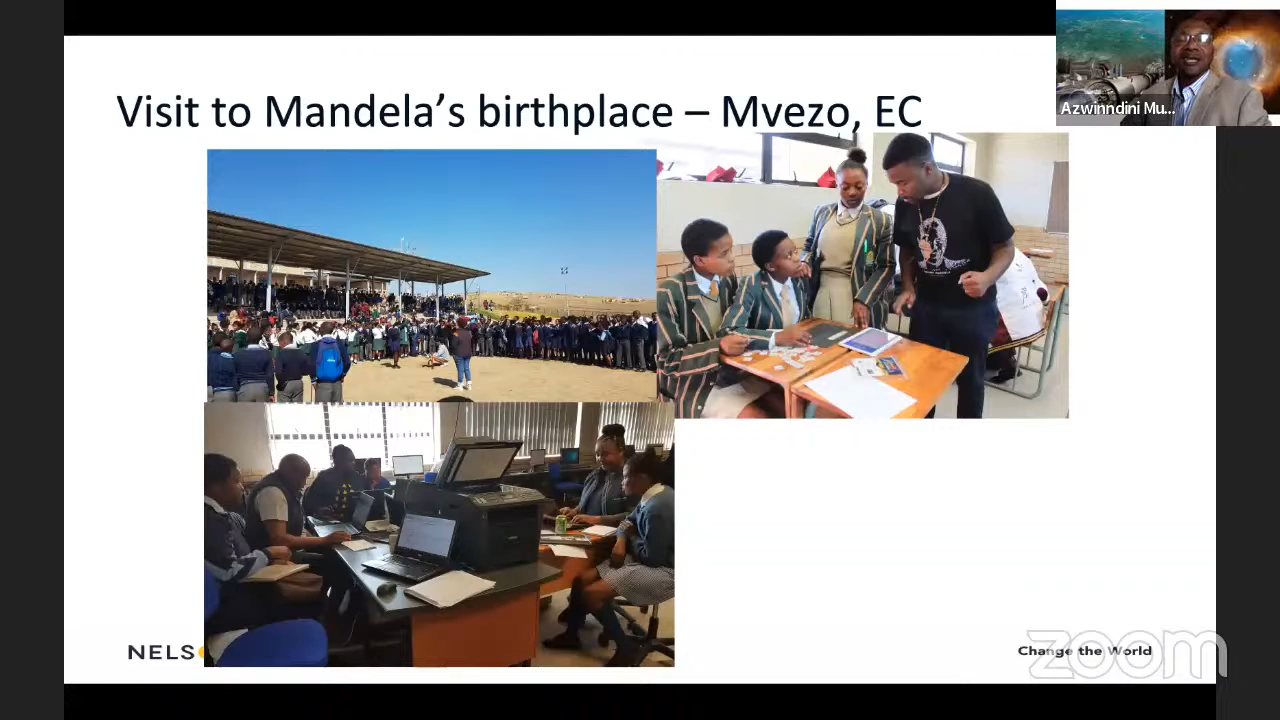 Azwinndini Mu...
Visit to Mandela’s birthplace – Mvezo, EC
NELS
Change the World
zoom